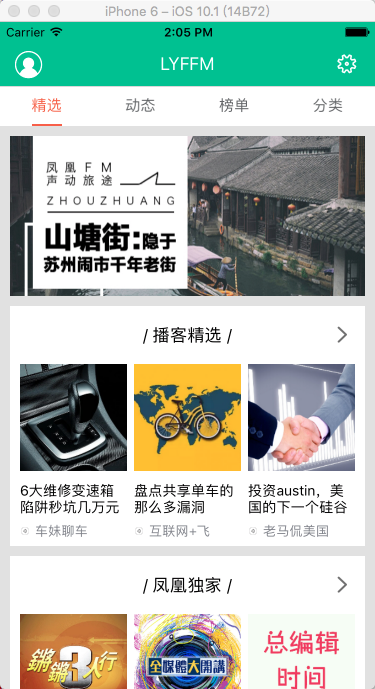 iPhone 6 – iOS 10.1 (14B72)
Carrier 2:05 PM
LYFFM
精选 动态 榜单 分类
凤凰FM
声动旅途
ZHOUZHUANG
山塘街:隐于
苏州闹市千年老街
/ 播客精选 /
6大维修变速箱
陷阱秒坑几万元
车妹聊车
盘点共享单车的
那么多漏洞
互联网+飞
投资austin，美
国的下一个硅谷
老马侃美国
/ 凤凰独家 /
锵锵3人行
全媒體大開講
总编辑
时间